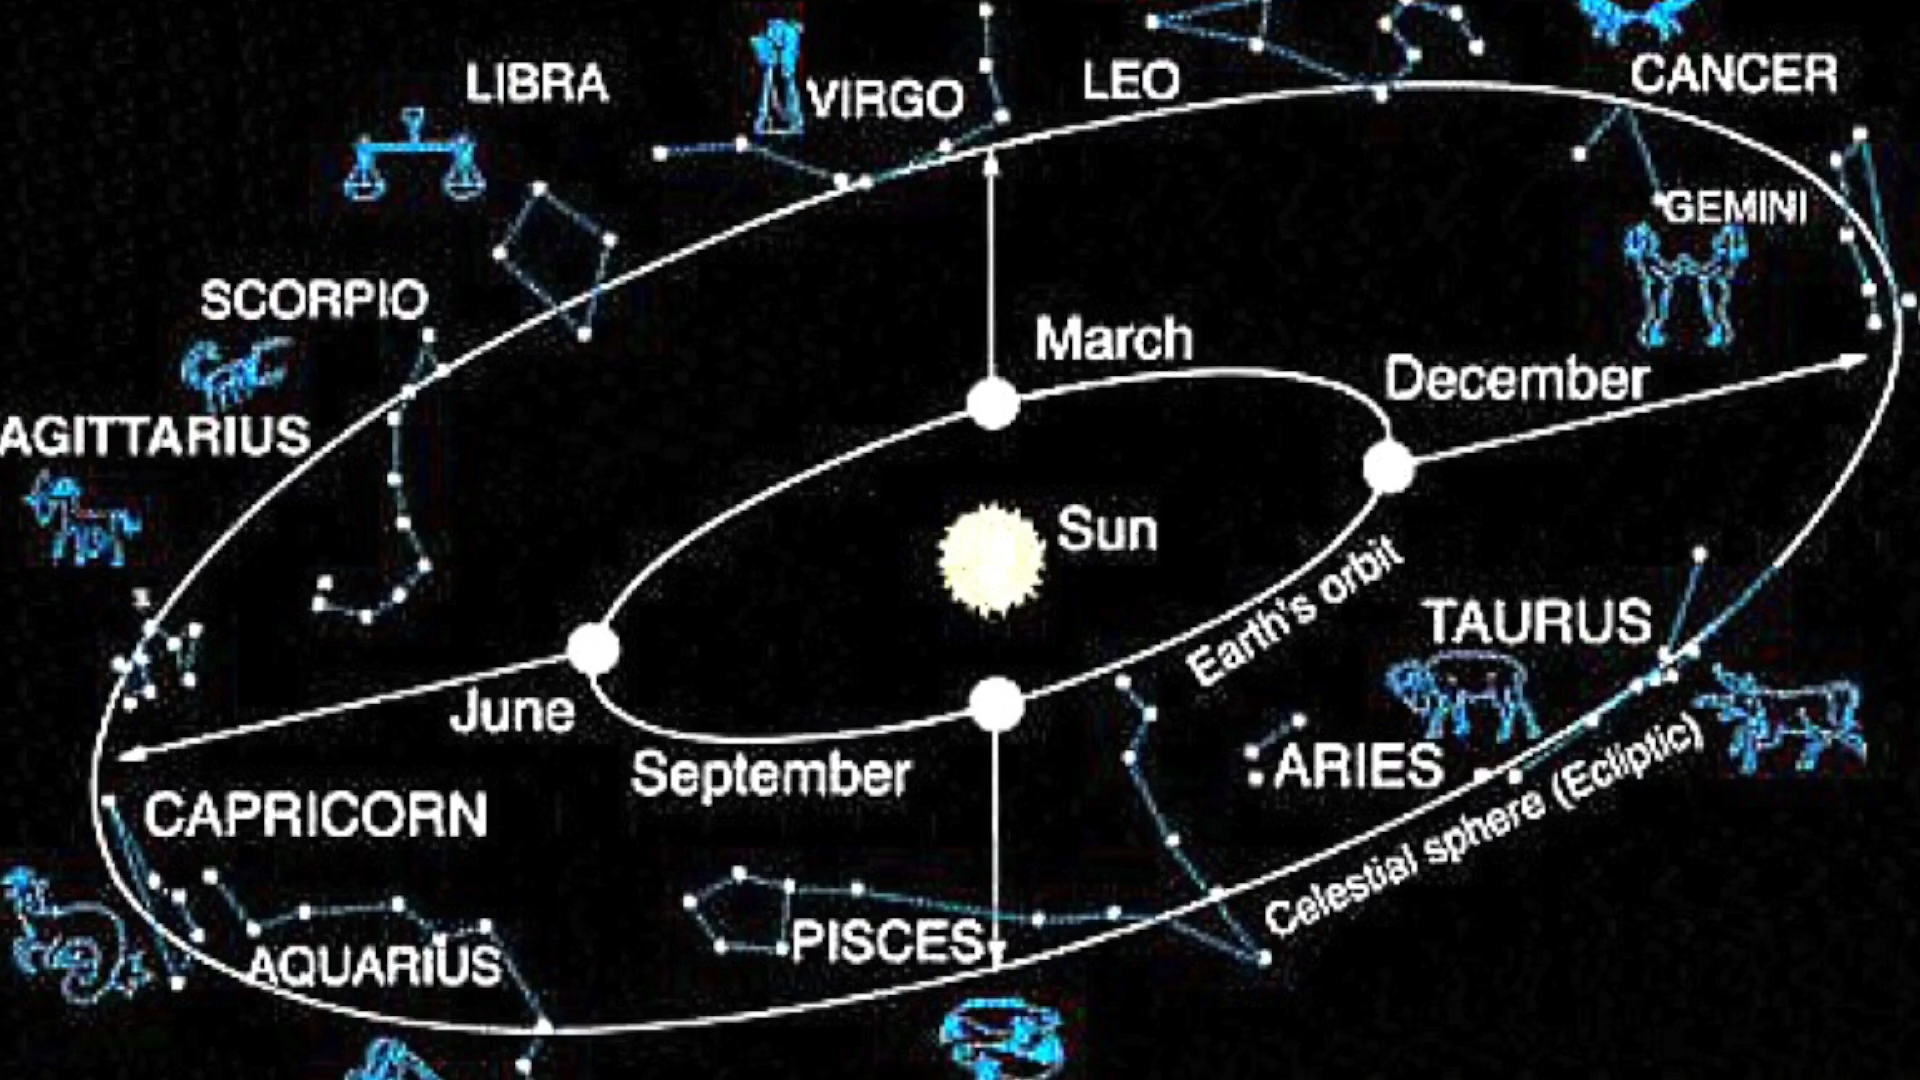 LIBRA
VIRGO
LEO
CANCER
GEMINI
SCORPIO
March
December
AGITTARIUS
Sun
Earth's orbit
TAURUS
June
September
ARIES
Celestial sphere (Ecliptic)
CAPRICORN
PISCES
AQUARIUS